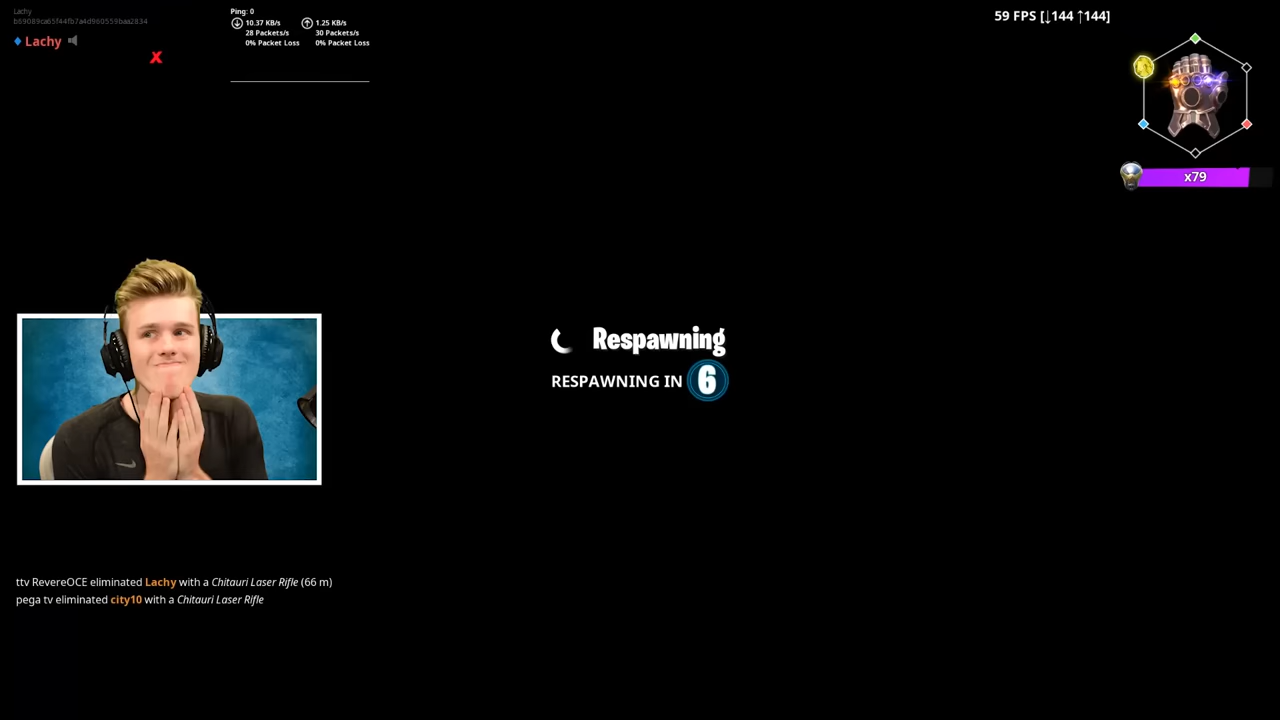 Lachy
b69089ca65f44fb7a4d960559baa2834
Lachy
X
Ping: 0
10.37 KB/s 1.25 KB/s
28 Packets/s 30 Packets/s
0% Packet Loss 0% Packet Loss
59 FPS [↓144 ↑144]
x79
Respawning
RESPAWNING IN 6
ttv RevereOCE eliminated Lachy with a Chitauri Laser Rifle (66 m)
pega tv eliminated city10 with a Chitauri Laser Rifle